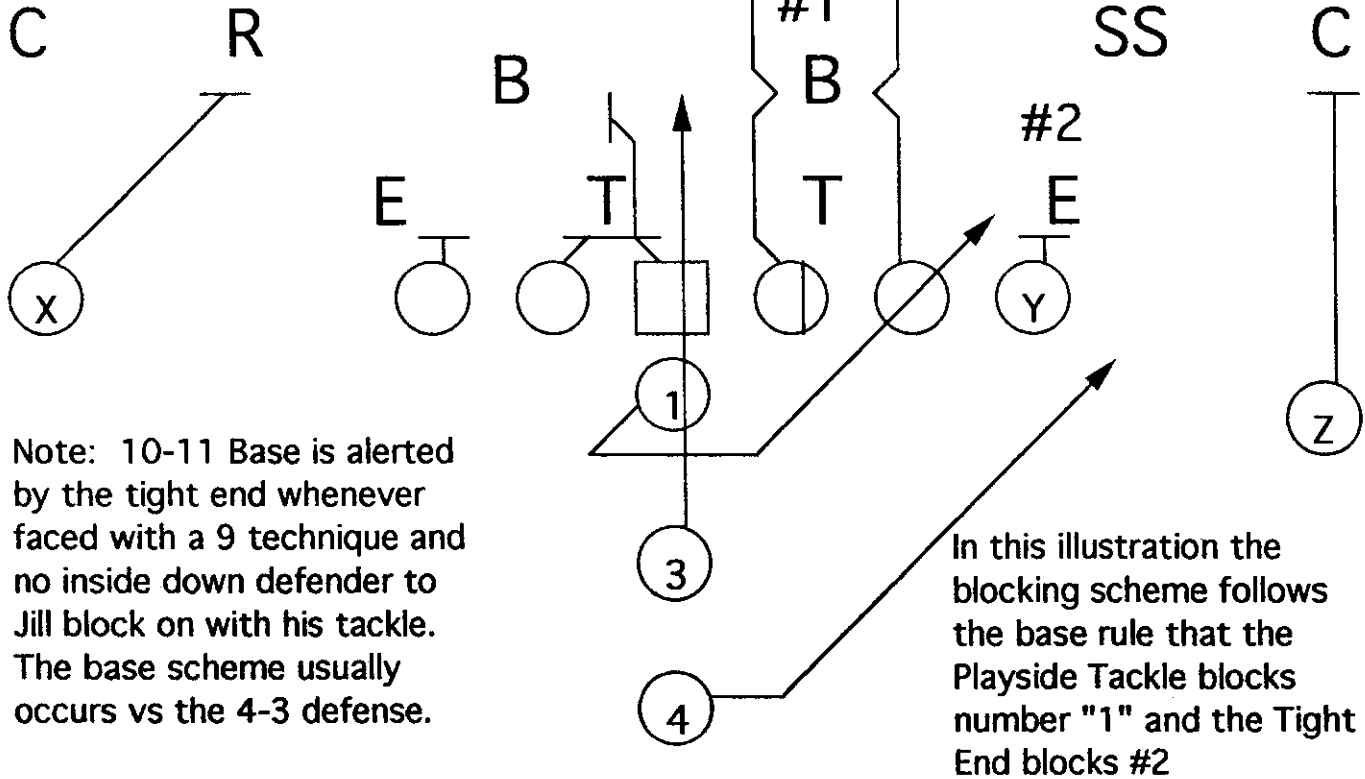 #1
C R SS C
B B
#2
E T T E
X Y
1
Z
Note: 10-11 Base is alerted
by the tight end whenever
faced with a 9 technique and
no inside down defender to
Jill block on with his tackle.
The base scheme usually
occurs vs the 4-3 defense.
3
4
In this illustration the
blocking scheme follows
the base rule that the
Playside Tackle blocks
number "1" and the Tight
End blocks #2